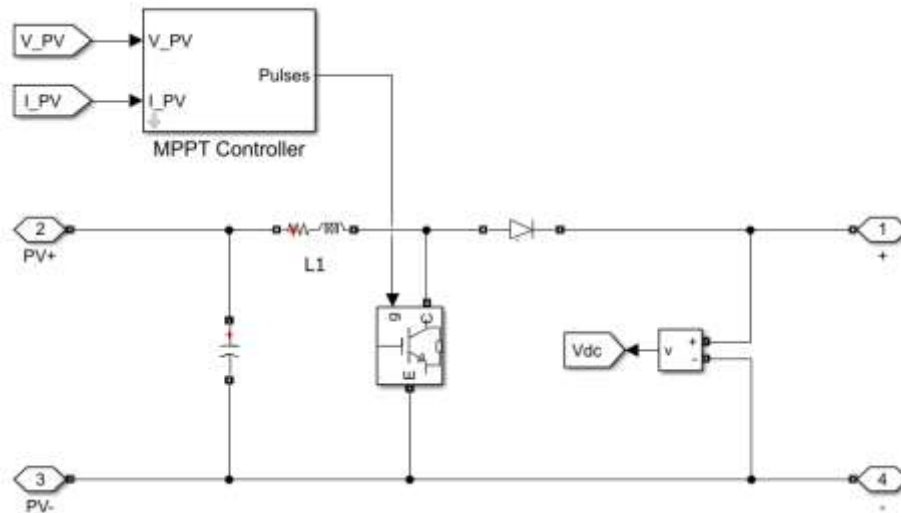 V_PV
V_PV
Pulses
I_PV
I_PV
MPPT Controller
2
PV+
L1
1
+
g
C
E
Vdc
v
+
-
3
PV-
4
-